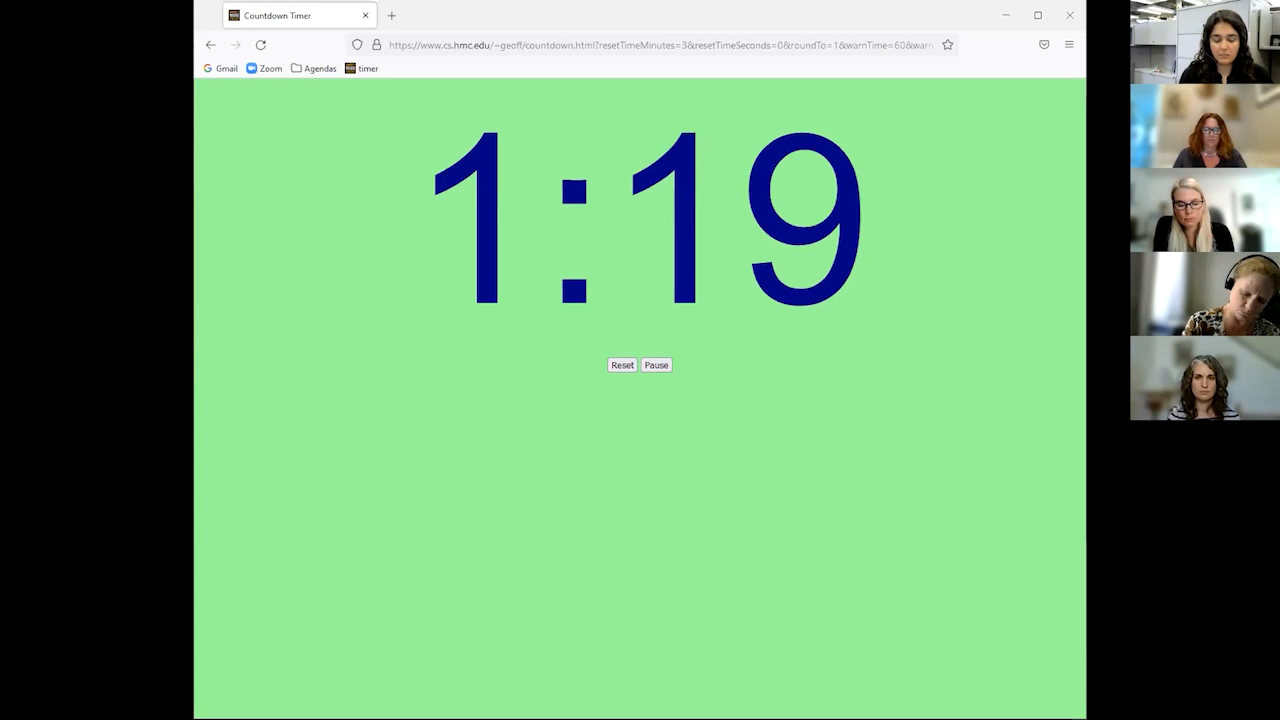 Countdown Timer
https://www.cs.hmc.edu/~geoff/countdown.html?resetTimeMinutes=3&resetTimeSeconds=0&roundTo=1&warnTime=60&warn
Gmail Zoom Agendas timer
1:19
Reset Pause